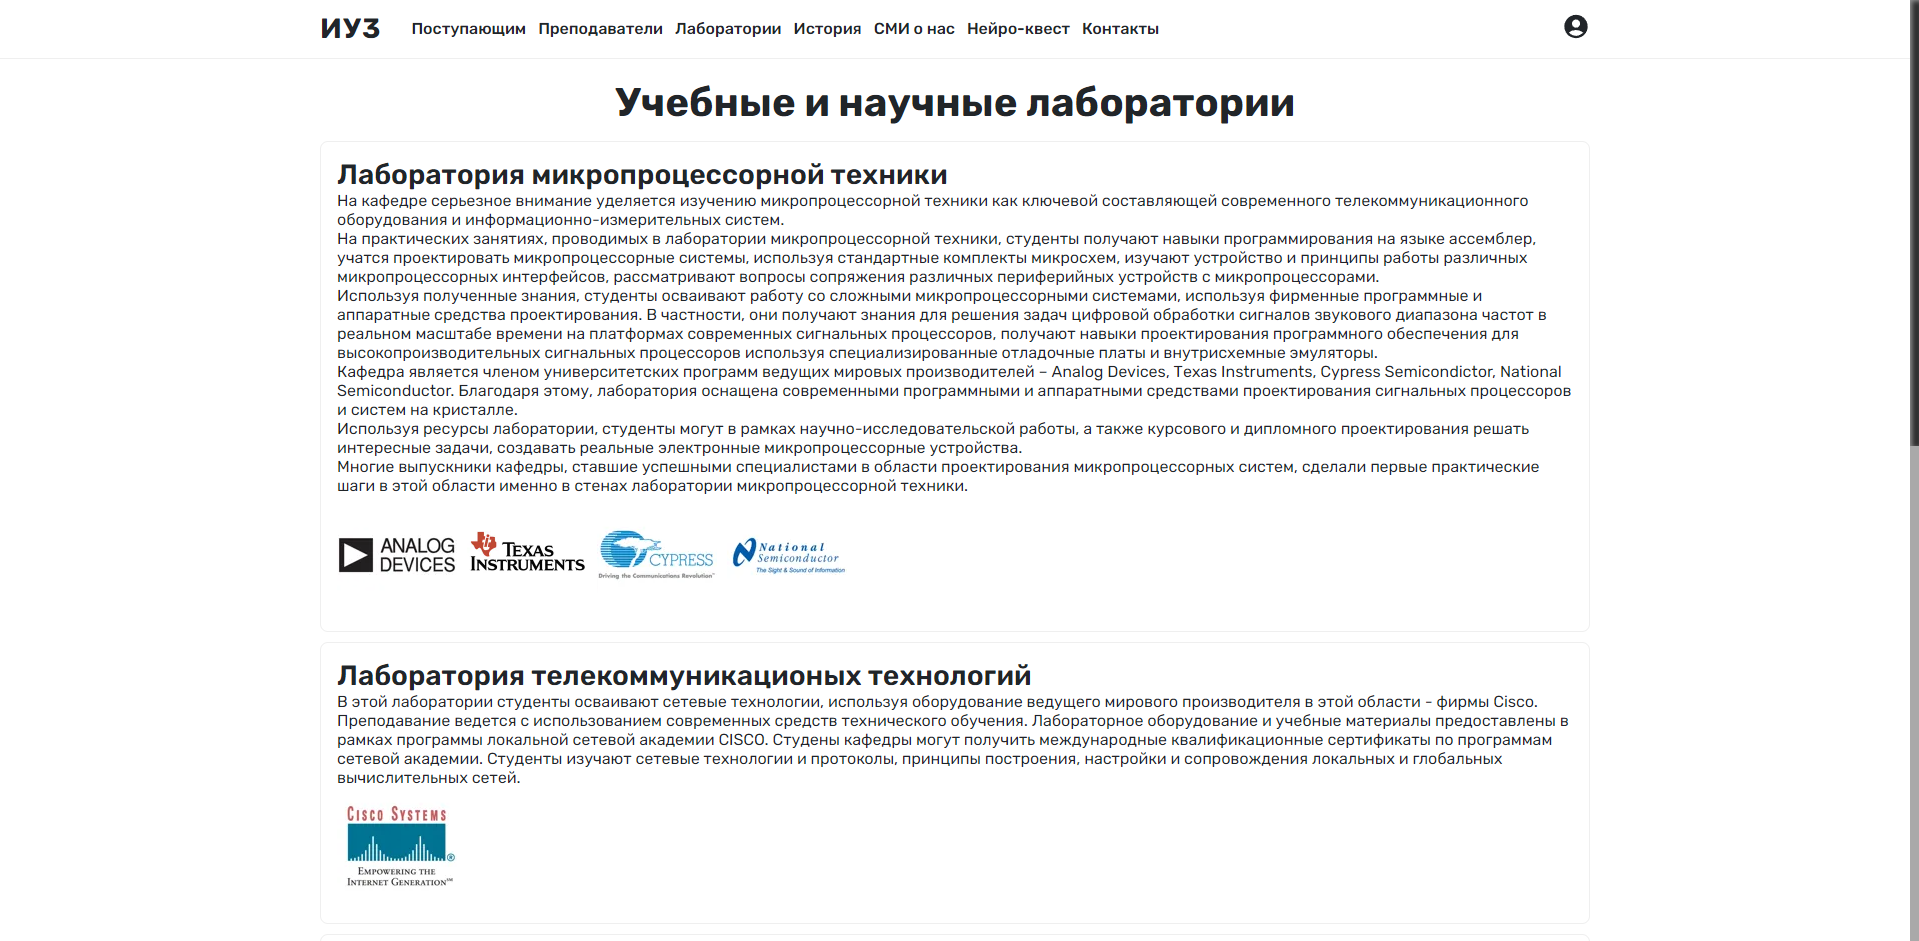 ИУ3
Поступающим Преподаватели Лаборатории История СМИ о нас Нейро-квест Контакты
Учебные и научные лаборатории
Лаборатория микропроцессорной техники
На кафедре серьезное внимание уделяется изучению микропроцессорной техники как ключевой составляющей современного телекоммуникационного
оборудования и информационно-измерительных систем.
На практических занятиях, проводимых в лаборатории микропроцессорной техники, студенты получают навыки программирования на языке ассемблер,
учатся проектировать микропроцессорные системы, используя стандартные комплекты микросхем, изучают устройство и принципы работы различных
микропроцессорных интерфейсов, рассматривают вопросы сопряжения различных периферийных устройств с микропроцессорами.
Используя полученные знания, студенты осваивают работу со сложными микропроцессорными системами, используя фирменные программные и
аппаратные средства проектирования. В частности, они получают знания для решения задач цифровой обработки сигналов звукового диапазона частот в
реальном масштабе времени на платформах современных сигнальных процессоров, получают навыки проектирования программного обеспечения для
высокопроизводительных сигнальных процессоров используя специализированные отладочные платы и внутрисхемные эмуляторы.
Кафедра является членом университетских программ ведущих мировых производителей – Analog Devices, Texas Instruments, Cypress Semicondictor, National
Semiconductor. Благодаря этому, лаборатория оснащена современными программными и аппаратными средствами проектирования сигнальных процессоров
и систем на кристалле.
Используя ресурсы лаборатории, студенты могут в рамках научно-исследовательской работы, а также курсового и дипломного проектирования решать
интересные задачи, создавать реальные электронные микропроцессорные устройства.
Многие выпускники кафедры, ставшие успешными специалистами в области проектирования микропроцессорных систем, сделали первые практические
шаги в этой области именно в стенах лаборатории микропроцессорной техники.
ANALOG
DEVICES
TEXAS
INSTRUMENTS
CYPRESS
Driving the Communications Revolution™
National
Semiconductor
The Sight & Sound of Information
Лаборатория телекоммуникационых технологий
В этой лаборатории студенты осваивают сетевые технологии, используя оборудование ведущего мирового производителя в этой области - фирмы Cisco.
Преподавание ведется с использованием современных средств технического обучения. Лабораторное оборудование и учебные материалы предоставлены в
рамках программы локальной сетевой академии CISCO. Студены кафедры могут получить международные квалификационные сертификаты по программам
сетевой академии. Студенты изучают сетевые технологии и протоколы, принципы построения, настройки и сопровождения локальных и глобальных
вычислительных сетей.
CISCO SYSTEMS
®
EMPOWERING THE
INTERNET GENERATION℠